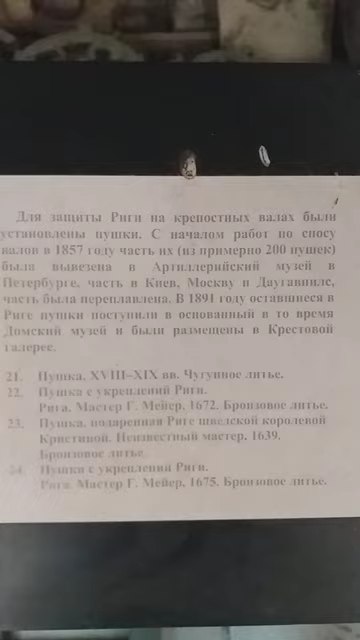 Для защиты Риги на крепостных валах были
установлены пушки. С началом работ по сносу
валов в 1857 году часть их (из примерно 200 пушек)
была вывезена в Артиллерийский музей в
Петербурге, часть в Киев, Москву и Даугавпилс,
часть была переплавлена. В 1891 году оставшиеся в
Риге пушки поступили в основанный в то время
Домский музей и были размещены в Крестовой
галерее.
21. Пушка. XVIII–XIX вв. Чугунное литье.
22. Пушка с укреплений Риги.
Рига. Мастер Г. Мейер, 1672. Бронзовое литье.
23. Пушка, подаренная Риге шведской королевой
Кристиной. Неизвестный мастер, 1639.
Бронзовое литье
24. Пушка с укреплений Риги.
Рига. Мастер Г. Мейер, 1675. Бронзовое литье.